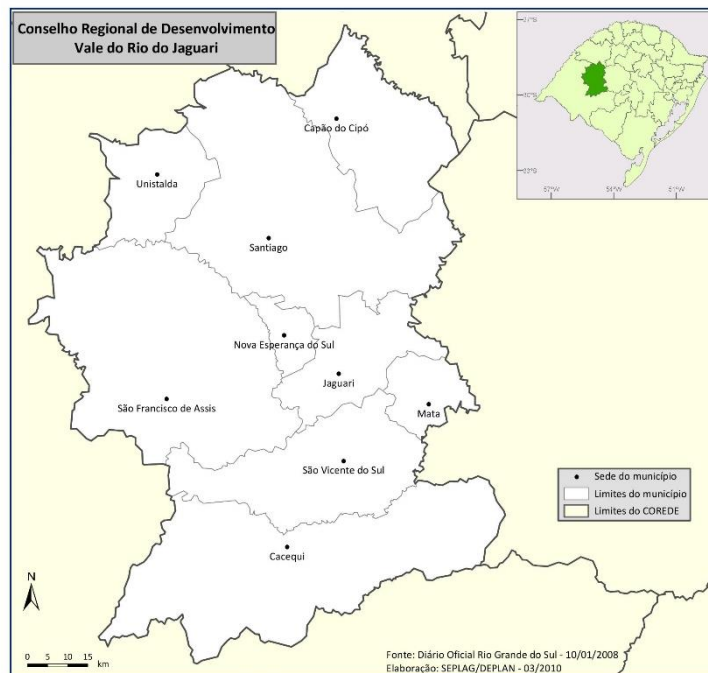 Conselho Regional de Desenvolvimento
Vale do Rio do Jaguari
Capão do Cipó
Unistalda
Santiago
Nova Esperança do Sul
Jaguari
São Francisco de Assis
Mata
São Vicente do Sul
Cacequi
57°W
54°W
51°W
Sede do município
Limites do município
Limites do COREDE
N
0 5 10 15
km
Fonte: Diário Oficial Rio Grande do Sul - 10/01/2008
Elaboração: SEPLAG/DEPLAN - 03/2010